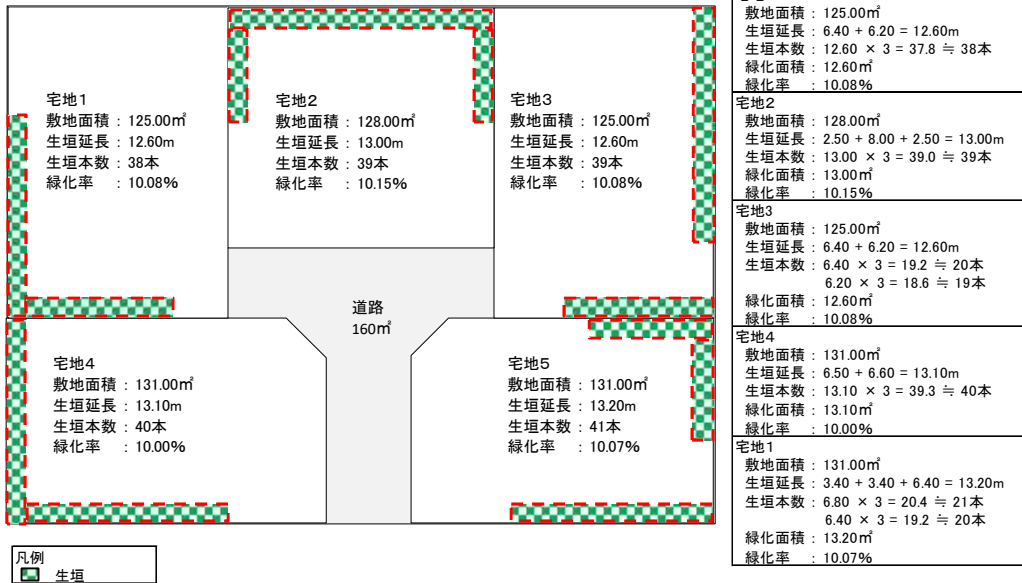 宅地1
敷地面積 : 125.00㎡
生垣延長 : 12.60m
生垣本数 : 38本
緑化率 : 10.08%
宅地2
敷地面積 : 128.00㎡
生垣延長 : 13.00m
生垣本数 : 39本
緑化率 : 10.15%
宅地3
敷地面積 : 125.00㎡
生垣延長 : 12.60m
生垣本数 : 39本
緑化率 : 10.08%
道路
160㎡
宅地4
敷地面積 : 131.00㎡
生垣延長 : 13.10m
生垣本数 : 40本
緑化率 : 10.00%
宅地5
敷地面積 : 131.00㎡
生垣延長 : 13.20m
生垣本数 : 41本
緑化率 : 10.07%
凡例
生垣
敷地面積 : 125.00㎡
生垣延長 : 6.40 + 6.20 = 12.60m
生垣本数 : 12.60 × 3 = 37.8 ≒ 38本
緑化面積 : 12.60㎡
緑化率 : 10.08%
宅地2
敷地面積 : 128.00㎡
生垣延長 : 2.50 + 8.00 + 2.50 = 13.00m
生垣本数 : 13.00 × 3 = 39.0 ≒ 39本
緑化面積 : 13.00㎡
緑化率 : 10.15%
宅地3
敷地面積 : 125.00㎡
生垣延長 : 6.40 + 6.20 = 12.60m
生垣本数 : 6.40 × 3 = 19.2 ≒ 20本
6.20 × 3 = 18.6 ≒ 19本
緑化面積 : 12.60㎡
緑化率 : 10.08%
宅地4
敷地面積 : 131.00㎡
生垣延長 : 6.50 + 6.60 = 13.10m
生垣本数 : 13.10 × 3 = 39.3 ≒ 40本
緑化面積 : 13.10㎡
緑化率 : 10.00%
宅地1
敷地面積 : 131.00㎡
生垣延長 : 3.40 + 3.40 + 6.40 = 13.20m
生垣本数 : 6.80 × 3 = 20.4 ≒ 21本
6.40 × 3 = 19.2 ≒ 20本
緑化面積 : 13.20㎡
緑化率 : 10.07%